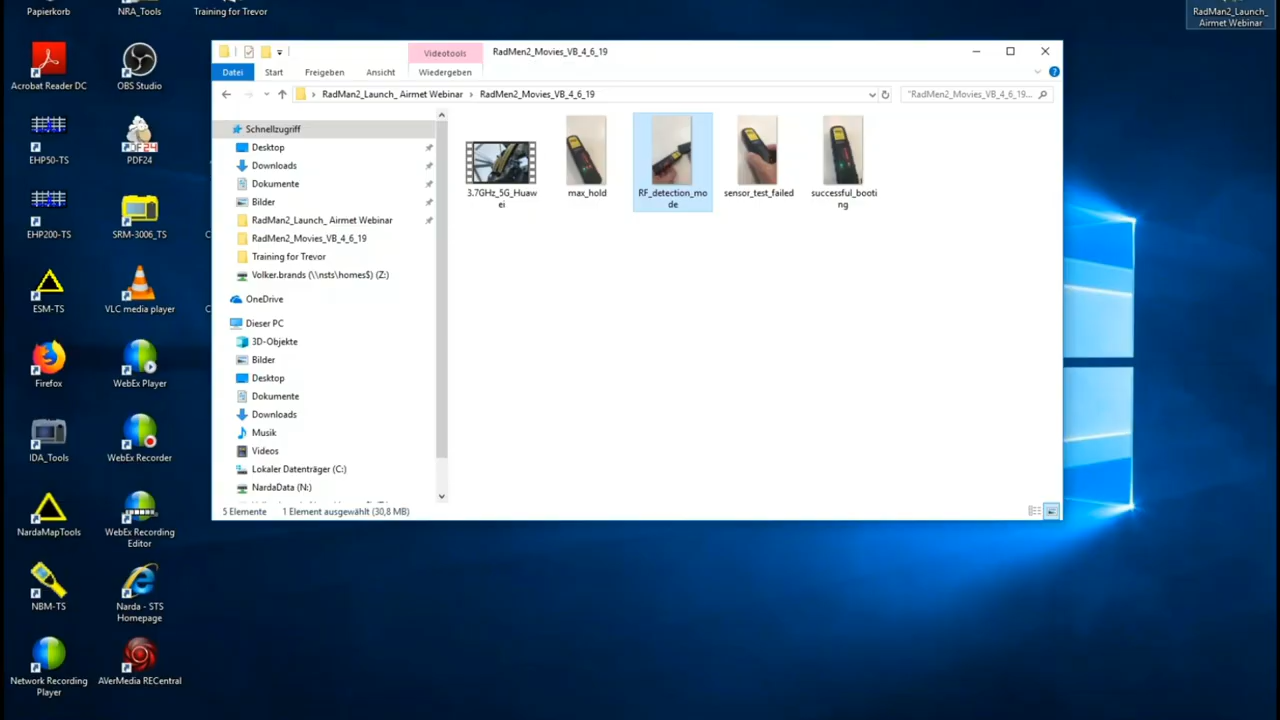 Papierkorb
NRA_Tools
Training for Trevor
RadMan2_Launch_
Airmet Webinar
Acrobat Reader DC
OBS Studio
EHP50-TS
PDF24
EHP200-TS
SRM-3006_TS
C
ESM-TS
VLC media player
C
Firefox
WebEx Player
IDA_Tools
WebEx Recorder
NardaMapTools
WebEx Recording
Editor
NBM-TS
Narda - STS
Homepage
Network Recording
Player
AVerMedia RECentral
Videotools
RadMen2_Movies_VB_4_6_19
Datei
Start
Freigeben
Ansicht
Wiedergeben
RadMan2_Launch_ Airmet Webinar
RadMen2_Movies_VB_4_6_19
"RadMen2_Movies_VB_4_6_19...
Schnellzugriff
Desktop
Downloads
Dokumente
Bilder
RadMan2_Launch_ Airmet Webinar
RadMen2_Movies_VB_4_6_19
Training for Trevor
Volker.brands (\\nsts\homes$) (Z:)
OneDrive
Dieser PC
3D-Objekte
Bilder
Desktop
Dokumente
Downloads
Musik
Videos
Lokaler Datenträger (C:)
NardaData (N:)
3.7GHz_5G_Huaw
ei
max_hold
RF_detection_mo
de
sensor_test_failed
successful_booti
ng
5 Elemente
1 Element ausgewählt (30,8 MB)